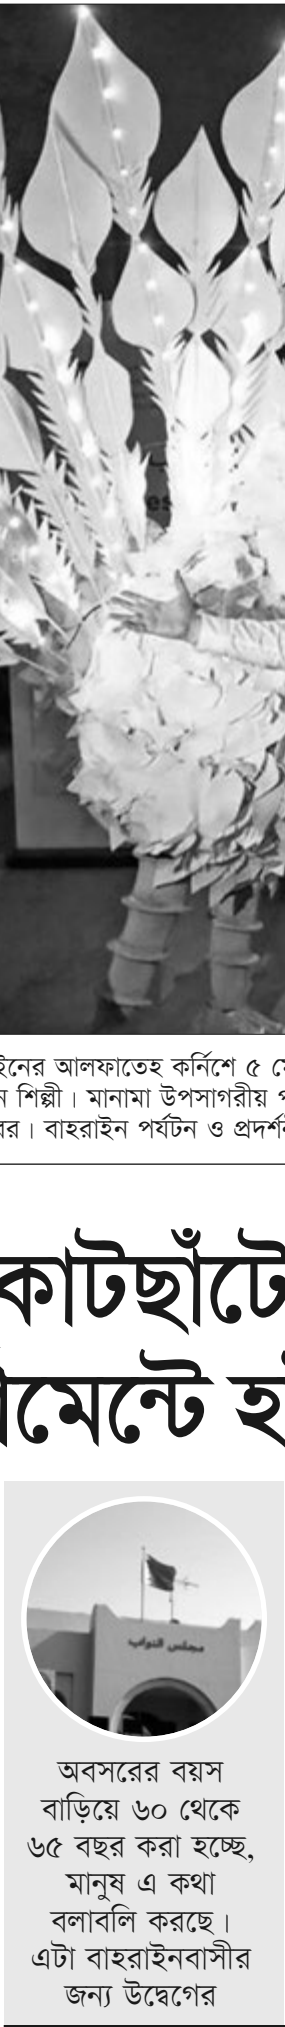 ইনের আলফাতেহ কর্নিশে ৫
ন শিল্পী। মানামা উপসাগরীয়
বর। বাহরাইন পর্যটন ও প্রদর্শ
কাটছাঁটে
র্মেন্টে হ
مجلس النواب
অবসরের বয়স
বাড়িয়ে ৬০ থেকে
৬৫ বছর করা হচ্ছে,
মানুষ এ কথা
বলাবলি করছে।
এটা বাহরাইনবাসীর
জন্য উদ্বেগের